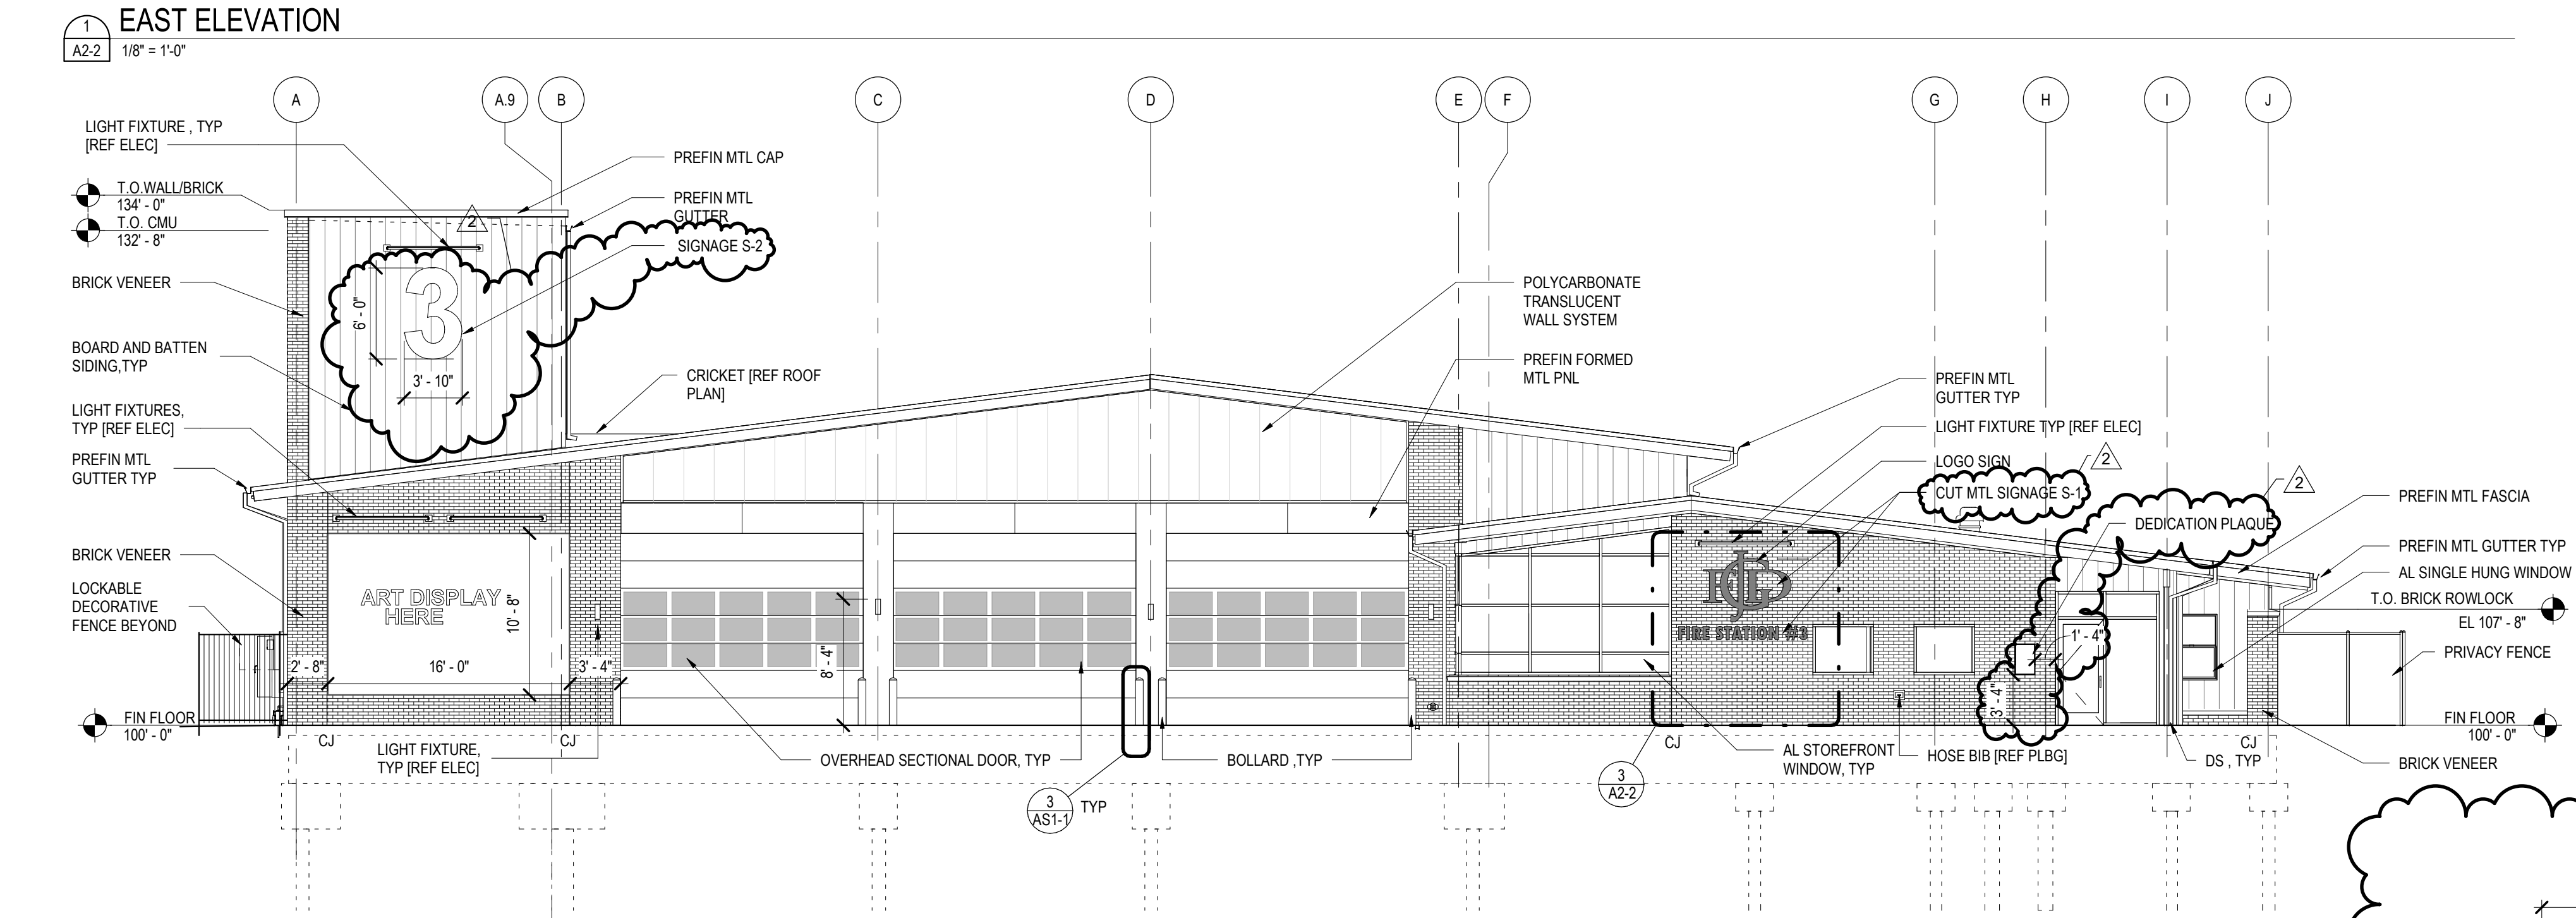 1
EAST ELEVATION
A2-2
1/8" = 1'-0"
A
A.9
B
C
D
E
F
G
H
I
J
LIGHT FIXTURE , TYP
[REF ELEC]
T.O.WALL/BRICK
134' - 0"
T.O. CMU
132' - 8"
BRICK VENEER
BOARD AND BATTEN
SIDING,TYP
LIGHT FIXTURES,
TYP [REF ELEC]
PREFIN MTL
GUTTER TYP
BRICK VENEER
LOCKABLE
DECORATIVE
FENCE BEYOND
FIN FLOOR
100' - 0"
2
PREFIN MTL CAP
PREFIN MTL
GUTTER
SIGNAGE S-2
3
6' - 0"
3' - 10"
CRICKET [REF ROOF
PLAN]
ART DISPLAY
HERE
10' - 8"
2' - 8"
16' - 0"
3' - 4"
8' - 4"
CJ
CJ
LIGHT FIXTURE,
TYP [REF ELEC]
OVERHEAD SECTIONAL DOOR, TYP
3
AS1-1
TYP
BOLLARD ,TYP
POLYCARBONATE
TRANSLUCENT
WALL SYSTEM
PREFIN FORMED
MTL PNL
PREFIN MTL
GUTTER TYP
LIGHT FIXTURE TYP [REF ELEC]
LOGO SIGN
2
CUT MTL SIGNAGE S-1
2
DEDICATION PLAQUE
FIRE STATION #3
1' - 4"
3' - 4"
3
A2-2
CJ
AL STOREFRONT
WINDOW, TYP
HOSE BIB [REF PLBG]
DS , TYP
CJ
PREFIN MTL FASCIA
PREFIN MTL GUTTER TYP
AL SINGLE HUNG WINDOW
T.O. BRICK ROWLOCK
EL 107' - 8"
PRIVACY FENCE
FIN FLOOR
100' - 0"
BRICK VENEER